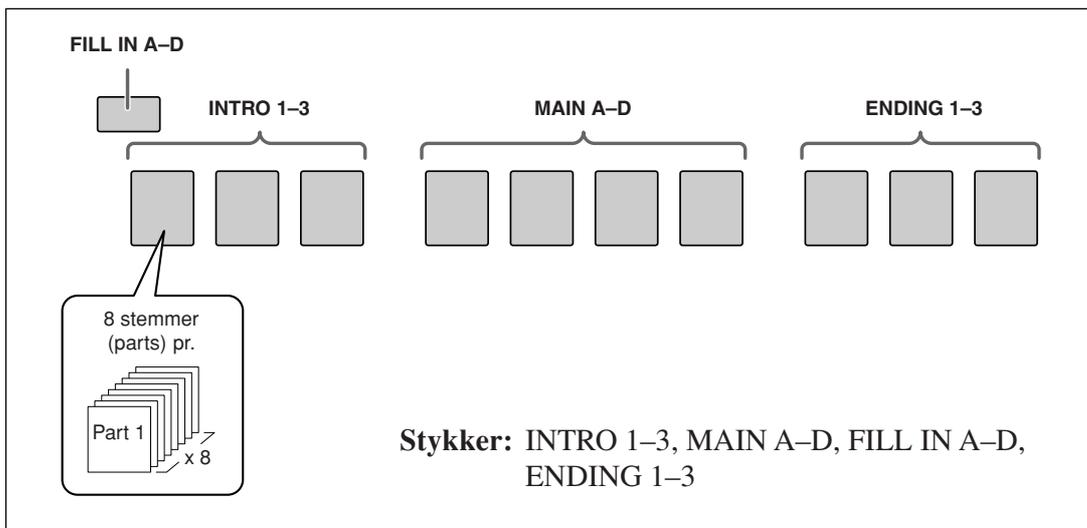 FILL IN A–D
INTRO 1–3
MAIN A–D
ENDING 1–3
8 stemmer
(parts) pr.
Part 1
x 8
Stykker: INTRO 1–3, MAIN A–D, FILL IN A–D,
ENDING 1–3